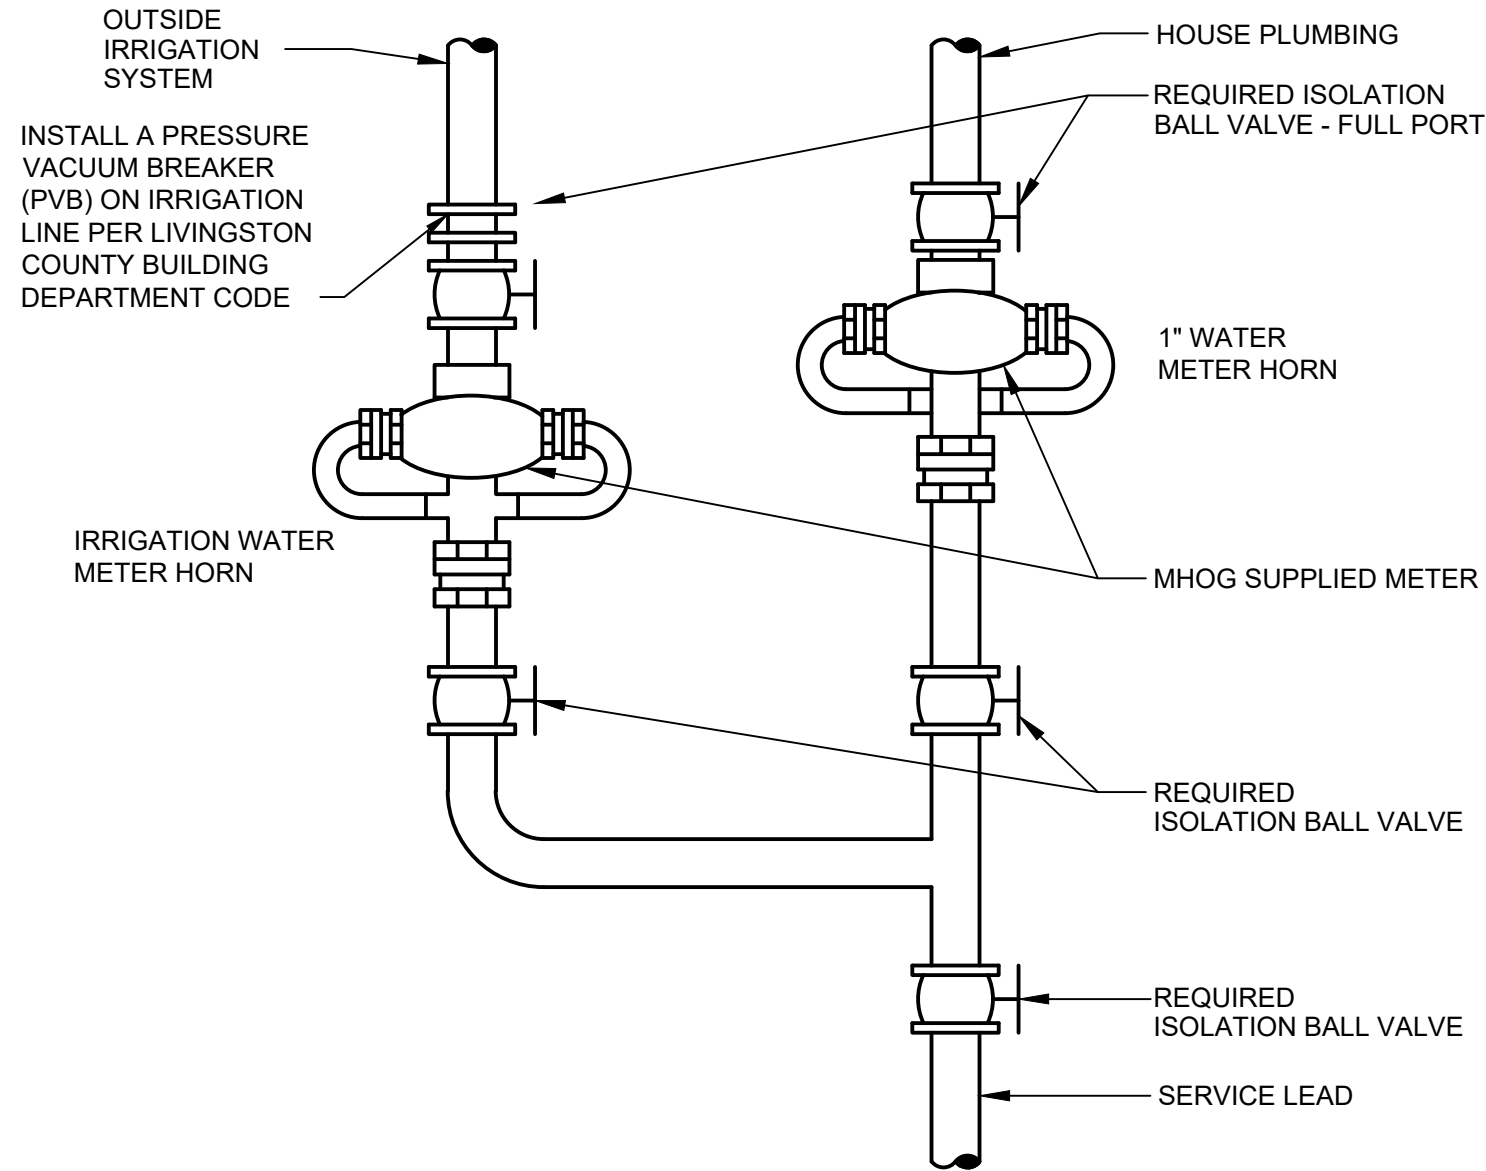 OUTSIDE
IRRIGATION
SYSTEM
INSTALL A PRESSURE
VACUUM BREAKER
(PVB) ON IRRIGATION
LINE PER LIVINGSTON
COUNTY BUILDING
DEPARTMENT CODE
IRRIGATION WATER
METER HORN
HOUSE PLUMBING
REQUIRED ISOLATION
BALL VALVE - FULL PORT
1" WATER
METER HORN
MHOG SUPPLIED METER
REQUIRED
ISOLATION BALL VALVE
REQUIRED
ISOLATION BALL VALVE
SERVICE LEAD